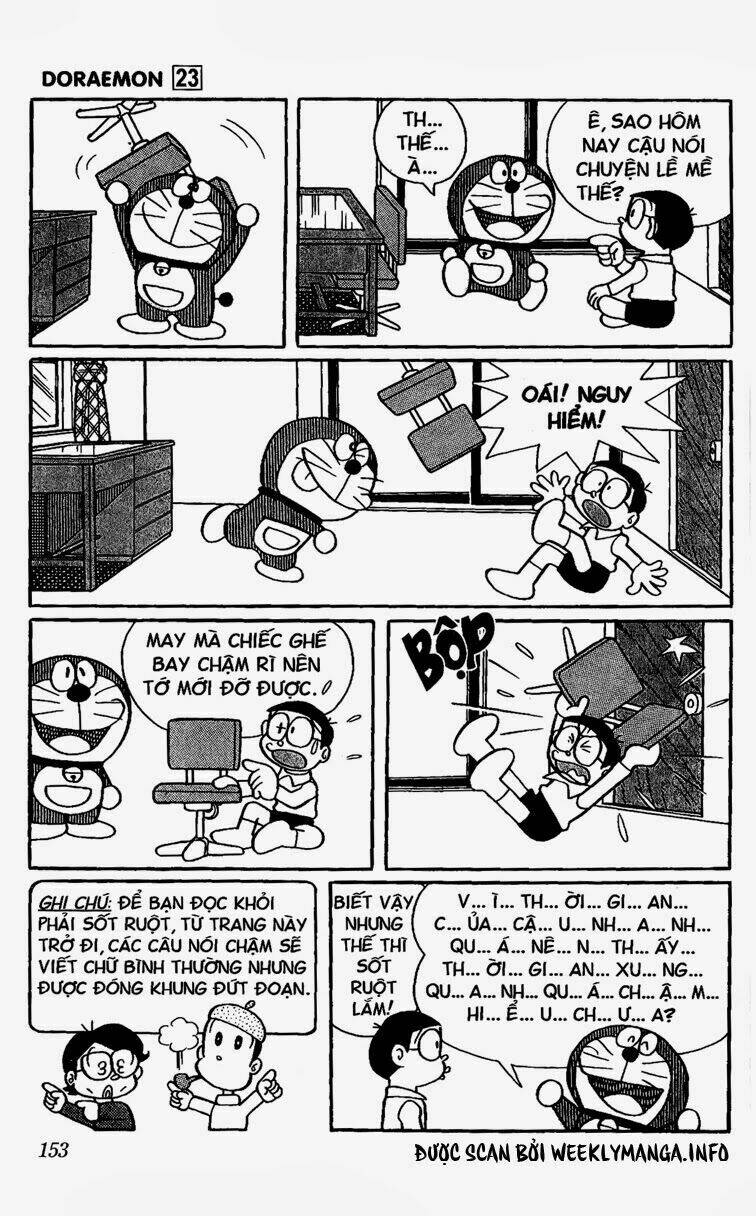 DORAEMON 23
TH...
THẾ...
À...
Ê, SAO HÔM
NAY CẬU NÓI
CHUYỆN LỀ MỀ
THẾ?
OÁI! NGUY
HIỂM!
MAY MÀ CHIẾC GHẾ
BAY CHẬM RÌ NÊN
TỚ MỚI ĐỠ ĐƯỢC.
BỘP
GHI CHÚ: ĐỂ BẠN ĐỌC KHỎI
PHẢI SỐT RUỘT, TỪ TRANG NÀY
TRỞ ĐI, CÁC CÂU NÓI CHẬM SẼ
VIẾT CHỮ BÌNH THƯỜNG NHƯNG
ĐƯỢC ĐÓNG KHUNG ĐỨT ĐOẠN.
BIẾT VẬY
NHƯNG
THẾ THÌ
SỐT
RUỘT
LẮM!
V... Ì... TH... ỜI... GI... AN...
C... ỦA... CẬ... U... NH... A... NH...
QU... Á... NÊ... N... TH... ẤY...
TH... ỜI... GI... AN... XU... NG...
QU... A... NH... QU... Á... CH... Ậ... M...
HI... Ể... U... CH... Ư... A?
153
ĐƯỢC SCAN BỞI WEEKLYMANGA.INFO